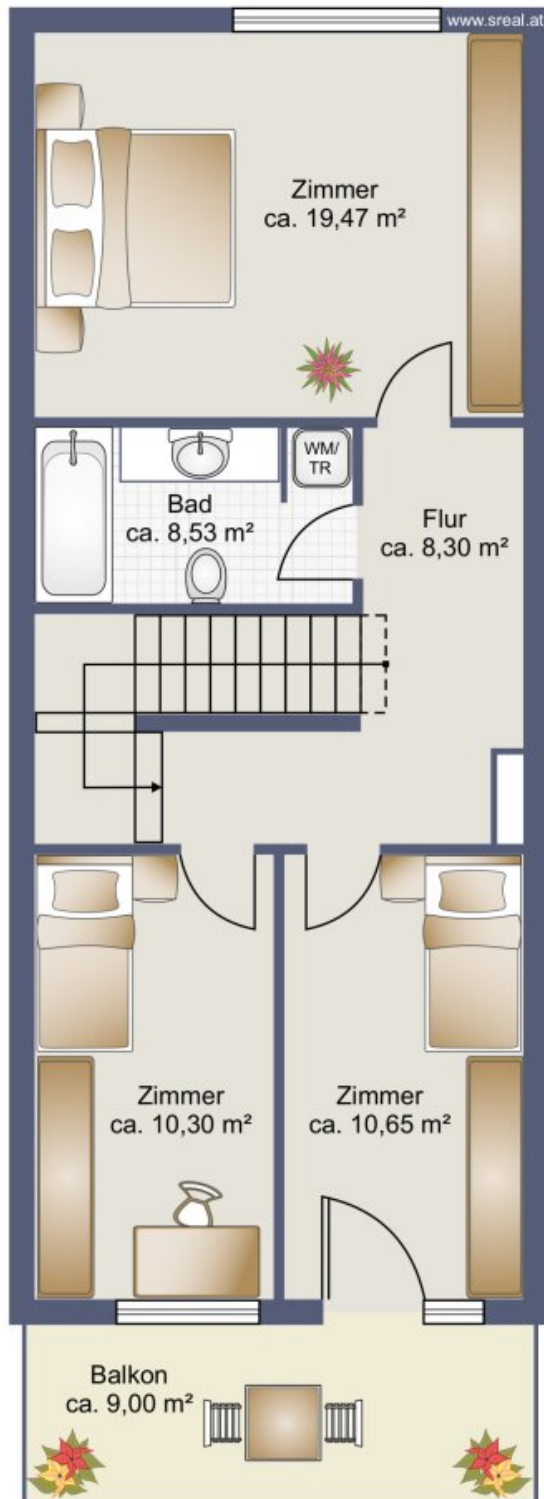 www.sreal.at
Zimmer
ca. 19,47 m²
WM/
TR
Bad
ca. 8,53 m²
Flur
ca. 8,30 m²
Zimmer
ca. 10,30 m²
Zimmer
ca. 10,65 m²
Balkon
ca. 9,00 m²